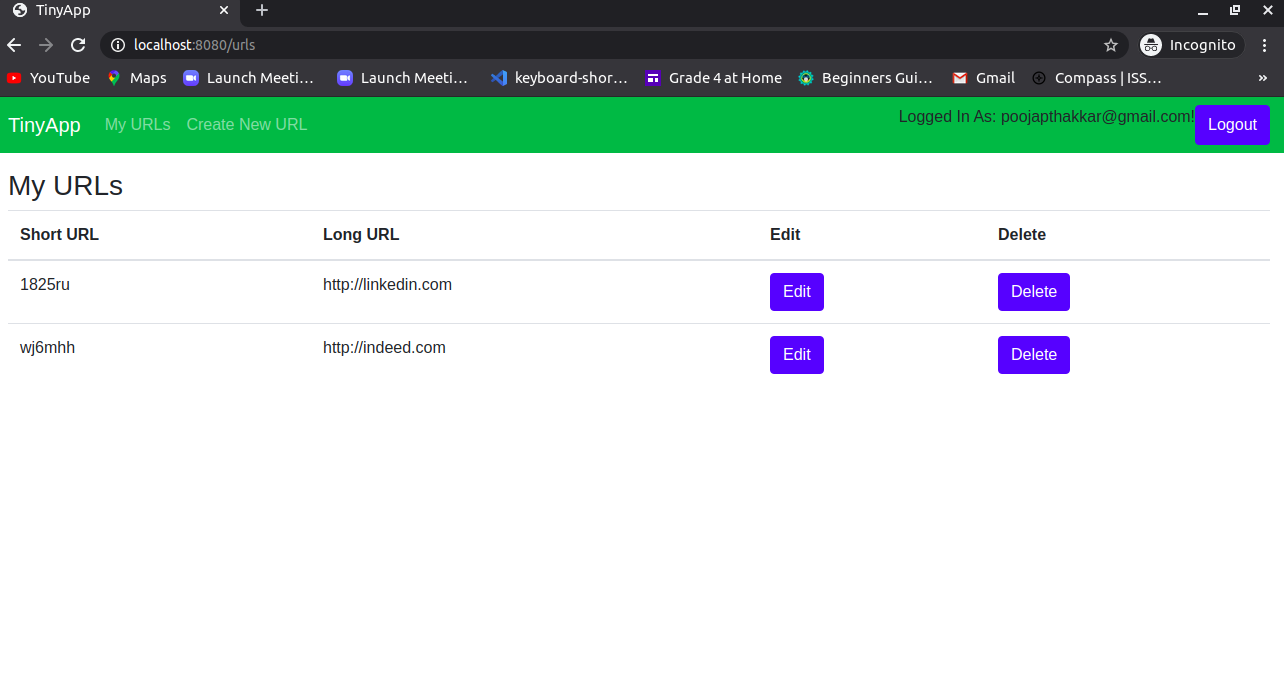 TinyApp
localhost:8080/urls Incognito
YouTube Maps Launch Meeti... Launch Meeti... keyboard-shor... Grade 4 at Home Beginners Gui... Gmail Compass | ISS... »
TinyApp My URLs Create New URL Logged In As: poojapthakkar@gmail.com! Logout
My URLs
Short URL Long URL Edit Delete
1825ru http://linkedin.com Edit Delete
wj6mhh http://indeed.com Edit Delete